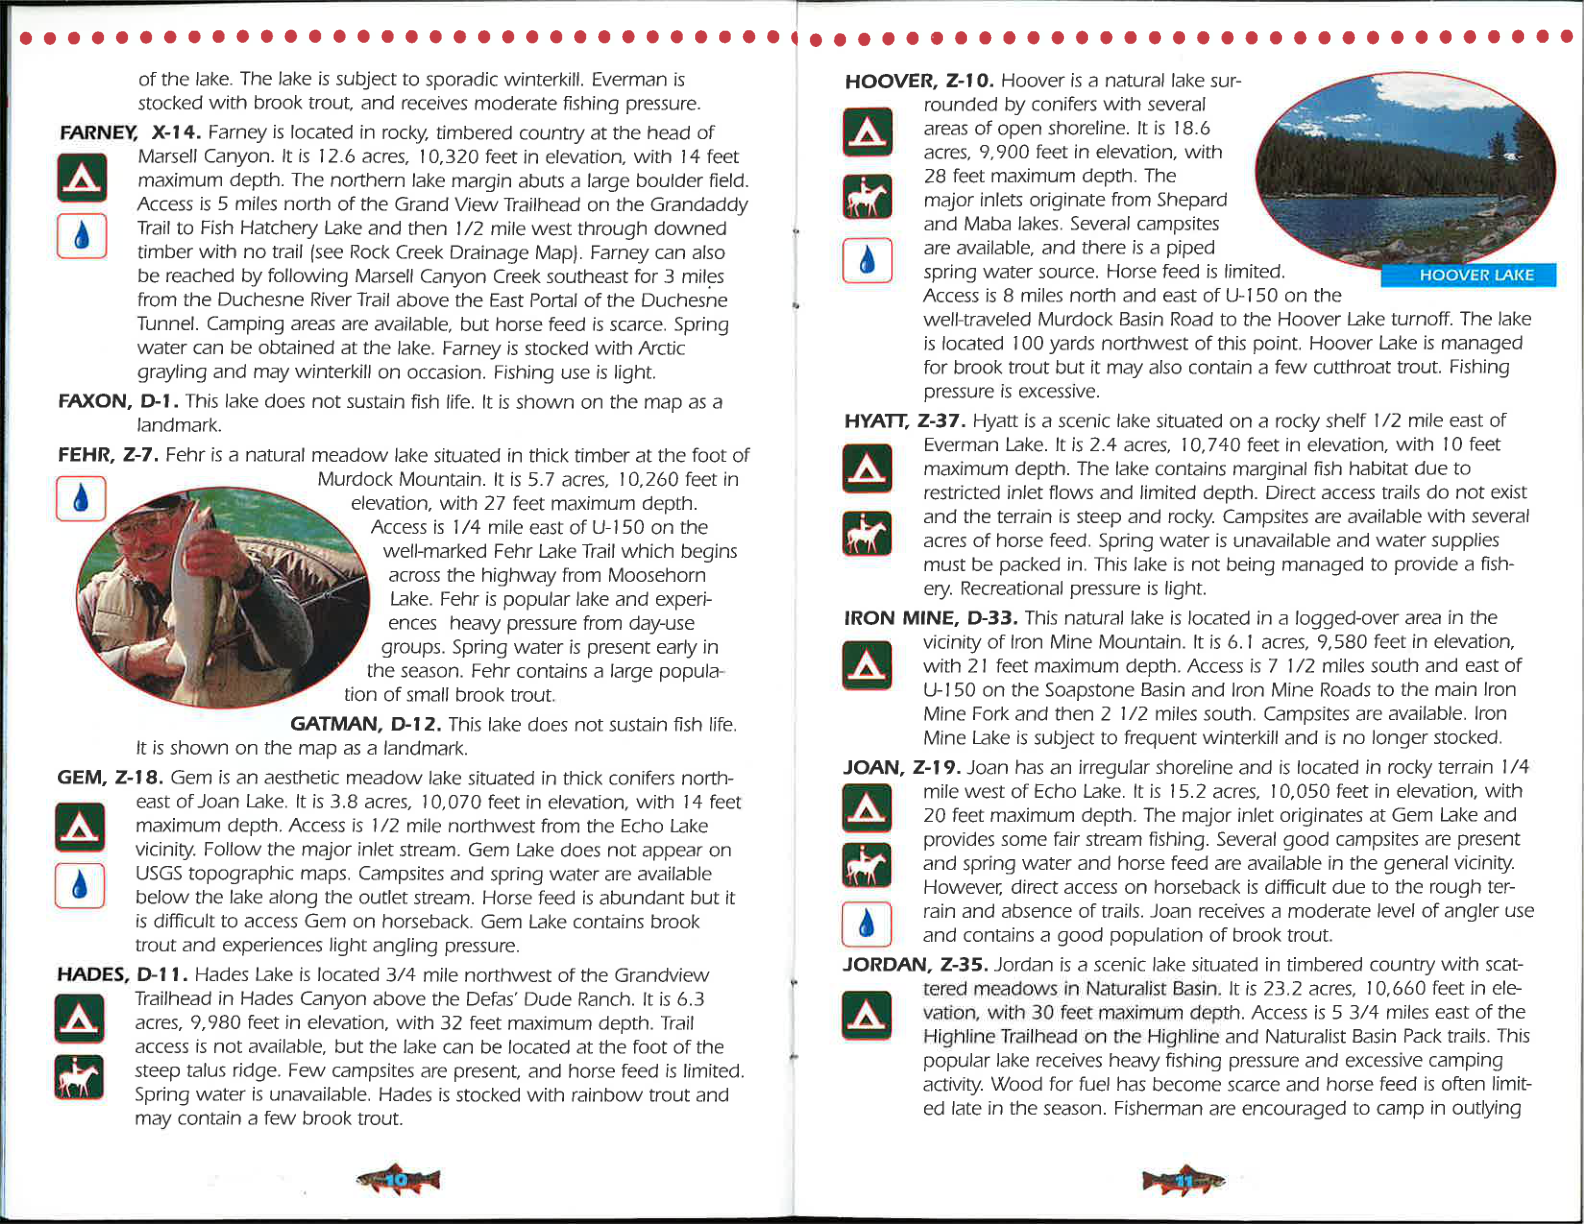 of the lake. The lake is subject to sporadic winterkill. Everman is
stocked with brook trout, and receives moderate fishing pressure.
FARNEY, X-14. Farney is located in rocky, timbered country at the head of
Marsell Canyon. It is 12.6 acres, 10,320 feet in elevation, with 14 feet
maximum depth. The northern lake margin abuts a large boulder field.
Access is 5 miles north of the Grand View Trailhead on the Grandaddy
Trail to Fish Hatchery Lake and then 1/2 mile west through downed
timber with no trail (see Rock Creek Drainage Map). Farney can also
be reached by following Marsell Canyon Creek southeast for 3 miles
from the Duchesne River Trail above the East Portal of the Duchesne
Tunnel. Camping areas are available, but horse feed is scarce. Spring
water can be obtained at the lake. Farney is stocked with Arctic
grayling and may winterkill on occasion. Fishing use is light.
FAXON, D-1. This lake does not sustain fish life. It is shown on the map as a
landmark.
FEHR, Z-7. Fehr is a natural meadow lake situated in thick timber at the foot of
Murdock Mountain. It is 5.7 acres, 10,260 feet in
elevation, with 27 feet maximum depth.
Access is 1/4 mile east of U-150 on the
well-marked Fehr Lake Trail which begins
across the highway from Moosehorn
Lake. Fehr is popular lake and experi-
ences heavy pressure from day-use
groups. Spring water is present early in
the season. Fehr contains a large popula-
tion of small brook trout.
GATMAN, D-12. This lake does not sustain fish life.
It is shown on the map as a landmark.
GEM, Z-18. Gem is an aesthetic meadow lake situated in thick conifers north-
east of Joan Lake. It is 3.8 acres, 10,070 feet in elevation, with 14 feet
maximum depth. Access is 1/2 mile northwest from the Echo Lake
vicinity. Follow the major inlet stream. Gem Lake does not appear on
USGS topographic maps. Campsites and spring water are available
below the lake along the outlet stream. Horse feed is abundant but it
is difficult to access Gem on horseback. Gem Lake contains brook
trout and experiences light angling pressure.
HADES, D-11. Hades Lake is located 3/4 mile northwest of the Grandview
Trailhead in Hades Canyon above the Defas' Dude Ranch. It is 6.3
acres, 9,980 feet in elevation, with 32 feet maximum depth. Trail
access is not available, but the lake can be located at the foot of the
steep talus ridge. Few campsites are present, and horse feed is limited.
Spring water is unavailable. Hades is stocked with rainbow trout and
may contain a few brook trout.
10
HOOVER, Z-10. Hoover is a natural lake sur-
rounded by conifers with several
areas of open shoreline. It is 18.6
acres, 9,900 feet in elevation, with
28 feet maximum depth. The
major inlets originate from Shepard
and Maba lakes. Several campsites
are available, and there is a piped
spring water source. Horse feed is limited.
HOOVER LAKE
Access is 8 miles north and east of U-150 on the
well-traveled Murdock Basin Road to the Hoover Lake turnoff. The lake
is located 100 yards northwest of this point. Hoover Lake is managed
for brook trout but it may also contain a few cutthroat trout. Fishing
pressure is excessive.
HYATT, Z-37. Hyatt is a scenic lake situated on a rocky shelf 1/2 mile east of
Everman Lake. It is 2.4 acres, 10,740 feet in elevation, with 10 feet
maximum depth. The lake contains marginal fish habitat due to
restricted inlet flows and limited depth. Direct access trails do not exist
and the terrain is steep and rocky. Campsites are available with several
acres of horse feed. Spring water is unavailable and water supplies
must be packed in. This lake is not being managed to provide a fish-
ery. Recreational pressure is light.
IRON MINE, D-33. This natural lake is located in a logged-over area in the
vicinity of Iron Mine Mountain. It is 6.1 acres, 9,580 feet in elevation,
with 21 feet maximum depth. Access is 7 1/2 miles south and east of
U-150 on the Soapstone Basin and Iron Mine Roads to the main Iron
Mine Fork and then 2 1/2 miles south. Campsites are available. Iron
Mine Lake is subject to frequent winterkill and is no longer stocked.
JOAN, Z-19. Joan has an irregular shoreline and is located in rocky terrain 1/4
mile west of Echo Lake. It is 15.2 acres, 10,050 feet in elevation, with
20 feet maximum depth. The major inlet originates at Gem Lake and
provides some fair stream fishing. Several good campsites are present
and spring water and horse feed are available in the general vicinity.
However, direct access on horseback is difficult due to the rough ter-
rain and absence of trails. Joan receives a moderate level of angler use
and contains a good population of brook trout.
JORDAN, Z-35. Jordan is a scenic lake situated in timbered country with scat-
tered meadows in Naturalist Basin. It is 23.2 acres, 10,660 feet in ele-
vation, with 30 feet maximum depth. Access is 5 3/4 miles east of the
Highline Trailhead on the Highline and Naturalist Basin Pack trails. This
popular lake receives heavy fishing pressure and excessive camping
activity. Wood for fuel has become scarce and horse feed is often limit-
ed late in the season. Fisherman are encouraged to camp in outlying
11